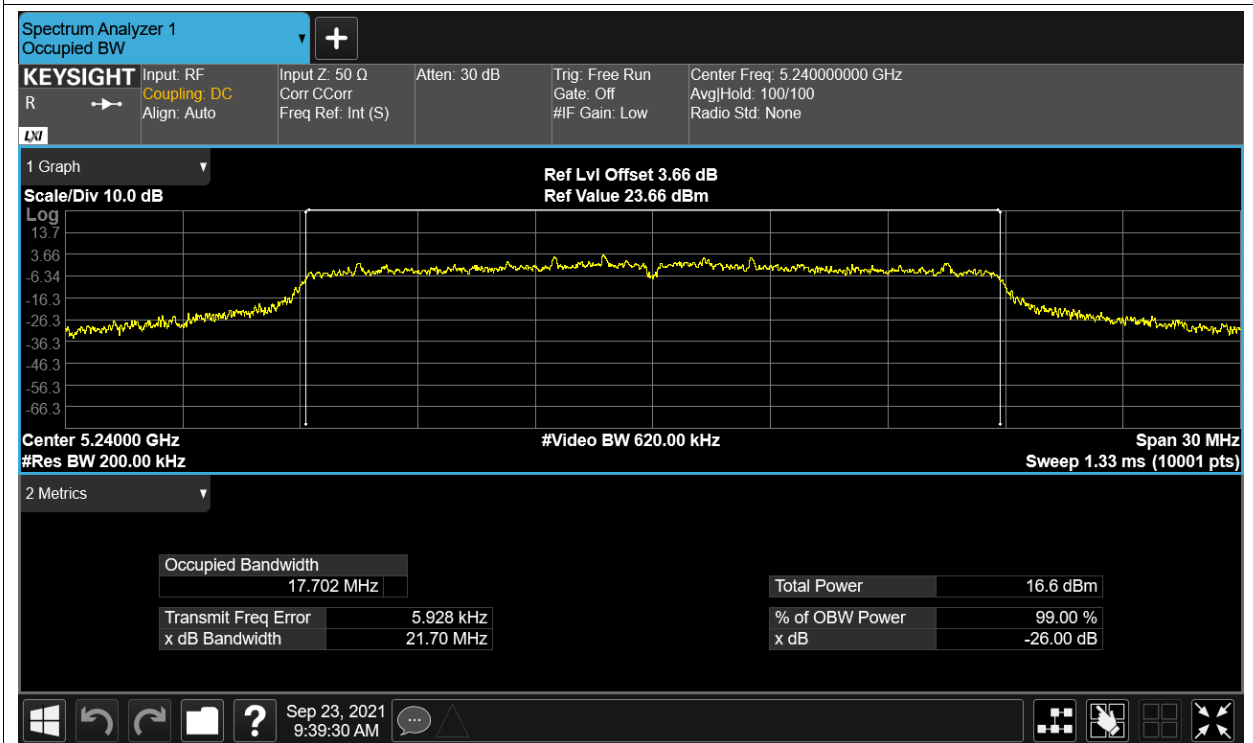 Spectrum Analyzer 1
Occupied BW
KEYSIGHT
R
LXI
Input: RF
Coupling: DC
Align: Auto
Input Z: 50 Ω
Corr CCorr
Freq Ref: Int (S)
Atten: 30 dB
Trig: Free Run
Gate: Off
#IF Gain: Low
Center Freq: 5.240000000 GHz
Avg|Hold: 100/100
Radio Std: None
1 Graph
Scale/Div 10.0 dB
Ref Lvl Offset 3.66 dB
Ref Value 23.66 dBm
Log
13.7
3.66
-6.34
-16.3
-26.3
-36.3
-46.3
-56.3
-66.3
Center 5.24000 GHz
#Video BW 620.00 kHz
Span 30 MHz
#Res BW 200.00 kHz
Sweep 1.33 ms (10001 pts)
2 Metrics
Occupied Bandwidth
17.702 MHz
Total Power 16.6 dBm
Transmit Freq Error 5.928 kHz
% of OBW Power 99.00 %
x dB Bandwidth 21.70 MHz
x dB -26.00 dB
?
Sep 23, 2021
9:39:30 AM